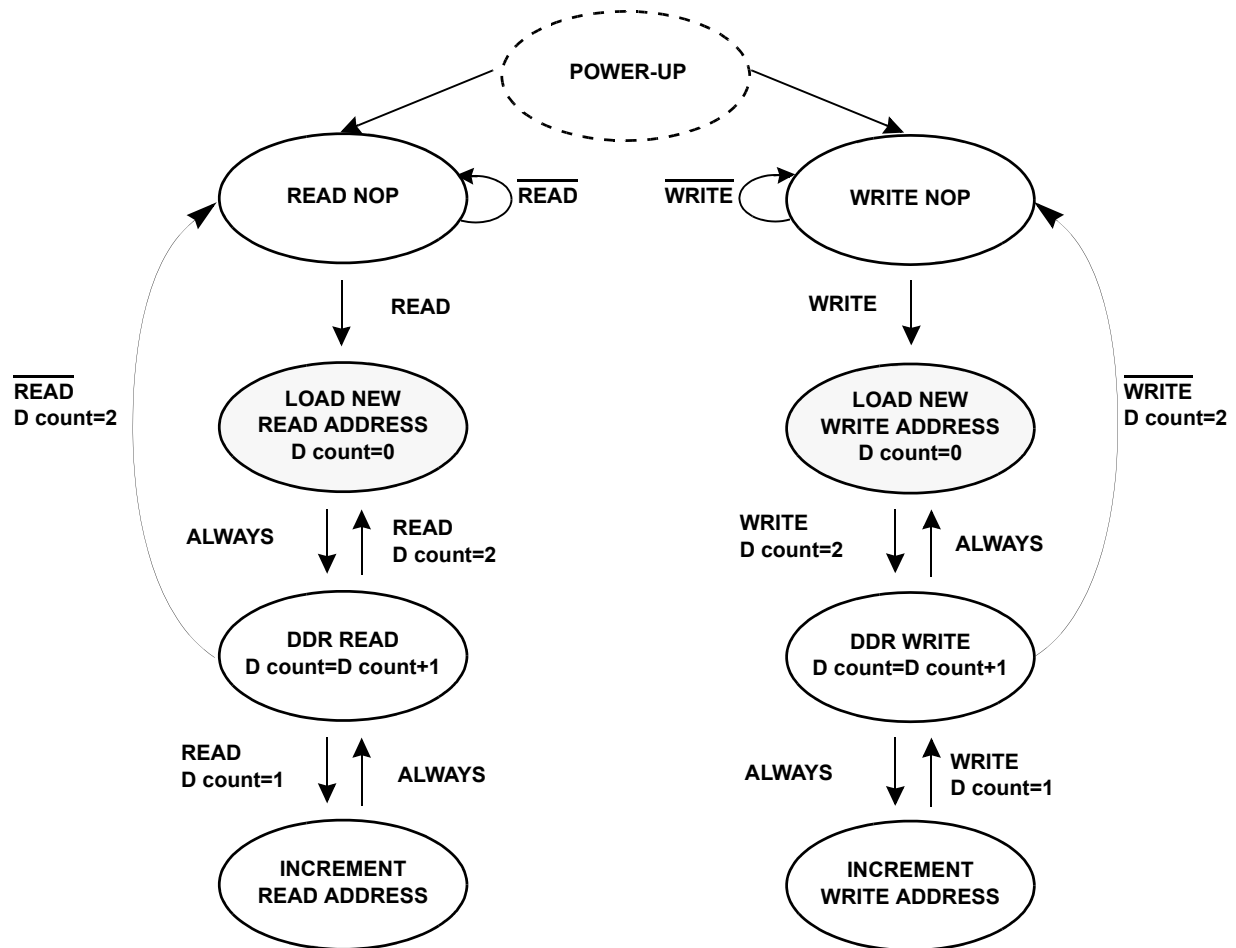 POWER-UP
READ NOP
READ
WRITE
WRITE NOP
READ
WRITE
READ
D count=2
LOAD NEW
READ ADDRESS
D count=0
LOAD NEW
WRITE ADDRESS
D count=0
WRITE
D count=2
ALWAYS
READ
D count=2
WRITE
D count=2
ALWAYS
DDR READ
D count=D count+1
DDR WRITE
D count=D count+1
READ
D count=1
ALWAYS
ALWAYS
WRITE
D count=1
INCREMENT
READ ADDRESS
INCREMENT
WRITE ADDRESS